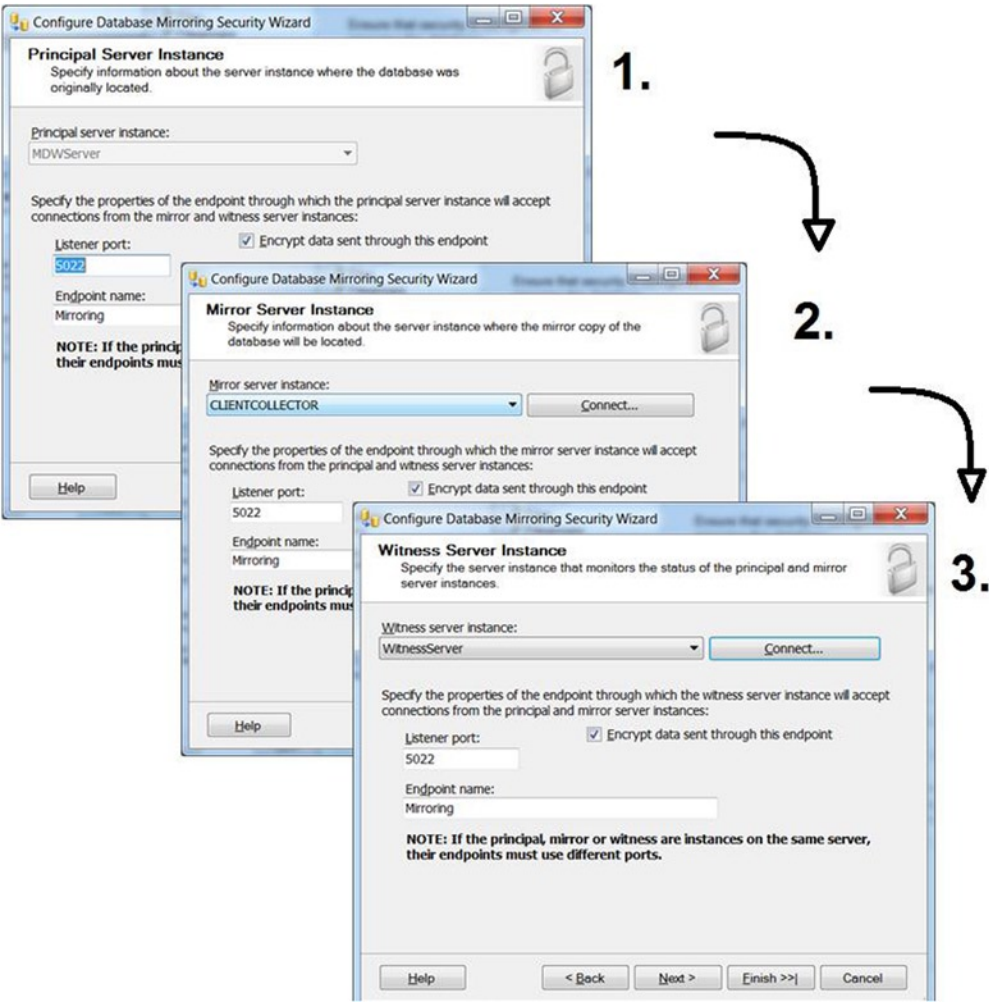 Configure Database Mirroring Security Wizard
Principal Server Instance
Specify information about the server instance where the database was
originally located.
1.
Principal server instance:
MDWServer
Specify the properties of the endpoint through which the principal server instance will accept
connections from the mirror and witness server instances:
Listener port:
Encrypt data sent through this endpoint
5022
Endpoint name:
Mirroring
NOTE: If the princip
their endpoints mus
Help
Configure Database Mirroring Security Wizard
Mirror Server Instance
Specify information about the server instance where the mirror copy of the
database will be located.
2.
Mirror server instance:
CLIENTCOLLECTOR
Connect...
Specify the properties of the endpoint through which the mirror server instance will accept
connections from the principal and witness server instances:
Listener port:
Encrypt data sent through this endpoint
5022
Endpoint name:
Mirroring
NOTE: If the princip
their endpoints mus
Help
Configure Database Mirroring Security Wizard
Witness Server Instance
Specify the server instance that monitors the status of the principal and mirror
server instances.
3.
Witness server instance:
WitnessServer
Connect...
Specify the properties of the endpoint through which the witness server instance will accept
connections from the principal and mirror server instances:
Listener port:
Encrypt data sent through this endpoint
5022
Endpoint name:
Mirroring
NOTE: If the principal, mirror or witness are instances on the same server,
their endpoints must use different ports.
Help
< Back
Next >
Finish >>|
Cancel